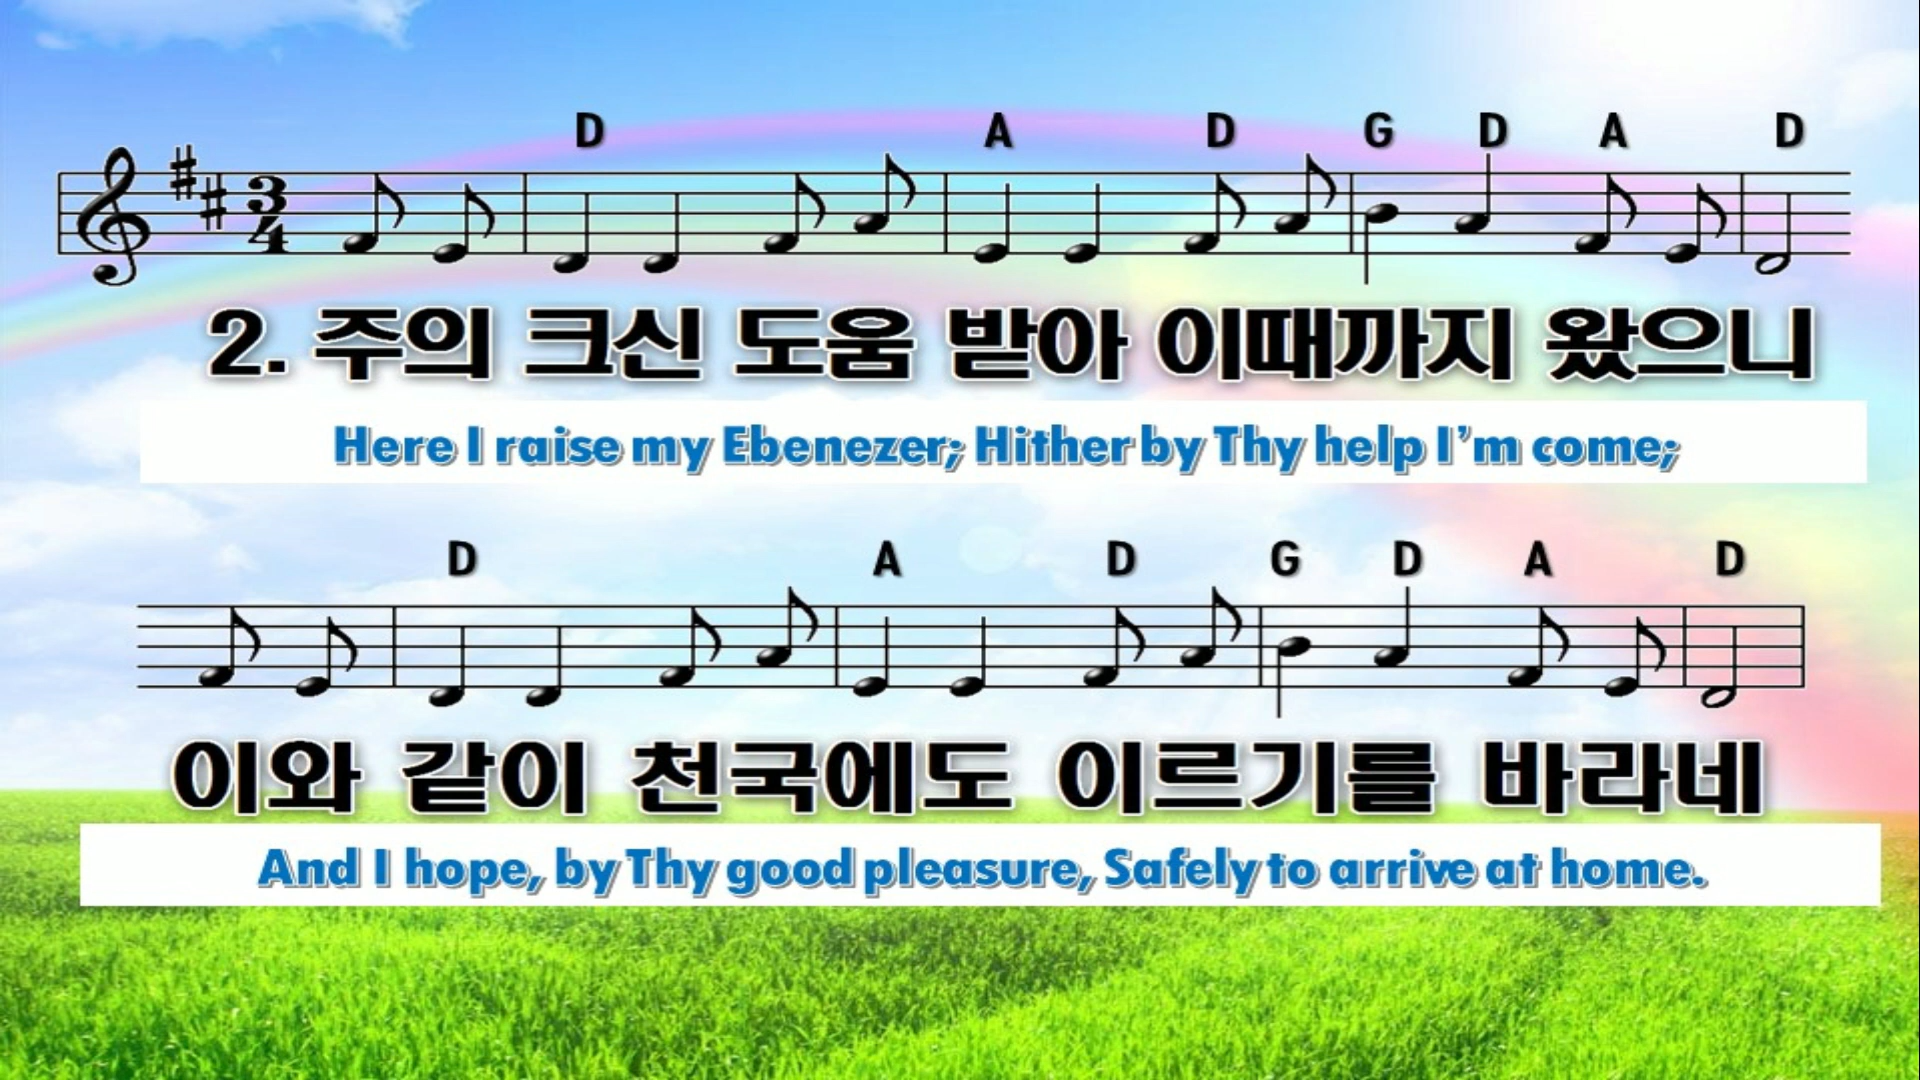 D A D G D A D
3
4
2. 주의 크신 도움 받아 이때까지 왔으니
Here I raise my Ebenezer; Hither by Thy help I'm come;
D A D G D A D
이와 같이 천국에도 이르기를 바라네
And I hope, by Thy good pleasure, Safely to arrive at home.